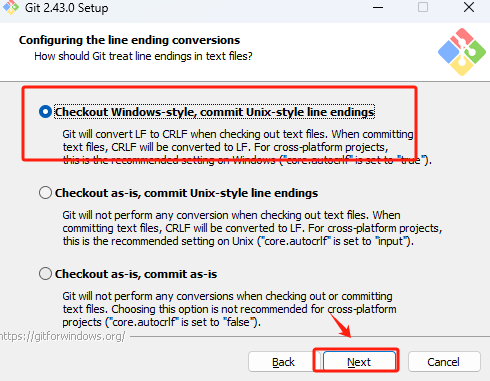 Git 2.43.0 Setup
Configuring the line ending conversions
How should Git treat line endings in text files?
Checkout Windows-style, commit Unix-style line endings
Git will convert LF to CRLF when checking out text files. When committing
text files, CRLF will be converted to LF. For cross-platform projects,
this is the recommended setting on Windows ("core.autocrlf" is set to "true").
Checkout as-is, commit Unix-style line endings
Git will not perform any conversion when checking out text files. When
committing text files, CRLF will be converted to LF. For cross-platform projects,
this is the recommended setting on Unix ("core.autocrlf" is set to "input").
Checkout as-is, commit as-is
Git will not perform any conversions when checking out or committing
text files. Choosing this option is not recommended for cross-platform
projects ("core.autocrlf" is set to "false").
https://gitforwindows.org/
Back Next Cancel